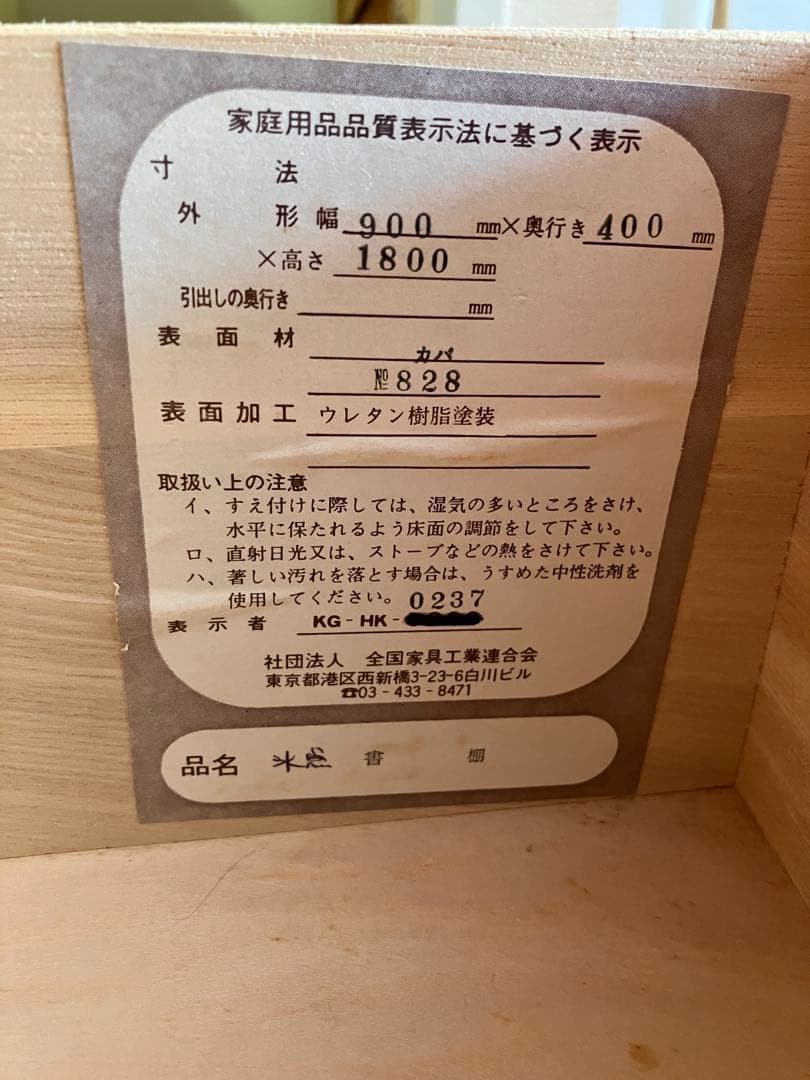 家庭用品品質表示法に基づく表示
寸法
外形 幅 900 mm×奥行き 400 mm
×高さ 1800 mm
引出しの奥行き mm
表面材 カバ
№828
表面加工 ウレタン樹脂塗装
取扱い上の注意
イ、すえ付けに際しては、湿気の多いところをさけ、
水平に保たれるよう床面の調節をして下さい。
ロ、直射日光又は、ストーブなどの熱をさけて下さい。
ハ、著しい汚れを落とす場合は、うすめた中性洗剤を
使用してください。
0237
表示者 KG-HK-
社団法人 全国家具工業連合会
東京都港区西新橋3-23-6白川ビル
☎03-433-8471
品名 氷点 書棚